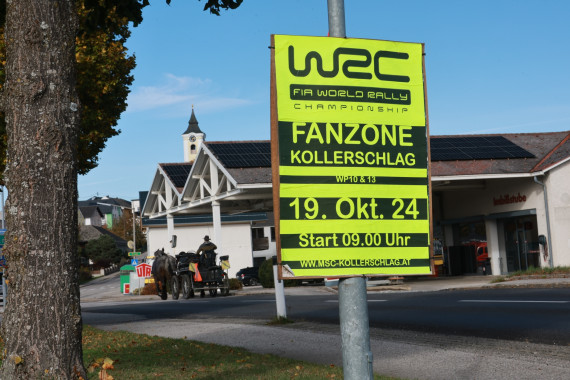 WRC
FIA WORLD RALLY
CHAMPIONSHIP
FANZONE
KOLLERSCHLAG
WP10 & 13
19. Okt. 24
Start 09.00 Uhr
WWW.MSC-KOLLERSCHLAG.AT